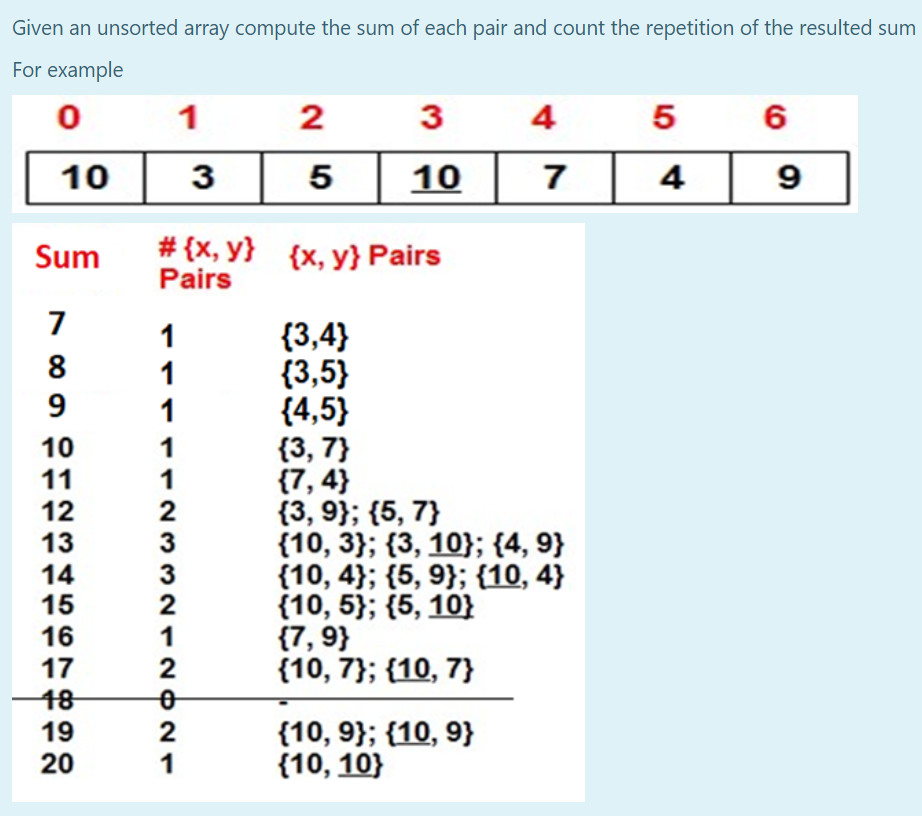 Given an unsorted array compute the sum of each pair and count the repetition of the resulted sum
For example
0 1 2 3 4 5 6
10 3 5 10 7 4 9
Sum # {x, y} Pairs {x, y} Pairs
7 1 {3,4}
8 1 {3,5}
9 1 {4,5}
10 1 {3, 7}
11 1 {7, 4}
12 2 {3, 9}; {5, 7}
13 3 {10, 3}; {3, 10}; {4, 9}
14 3 {10, 4}; {5, 9}; {10, 4}
15 2 {10, 5}; {5, 10}
16 1 {7, 9}
17 2 {10, 7}; {10, 7}
18 0 -
19 2 {10, 9}; {10, 9}
20 1 {10, 10}